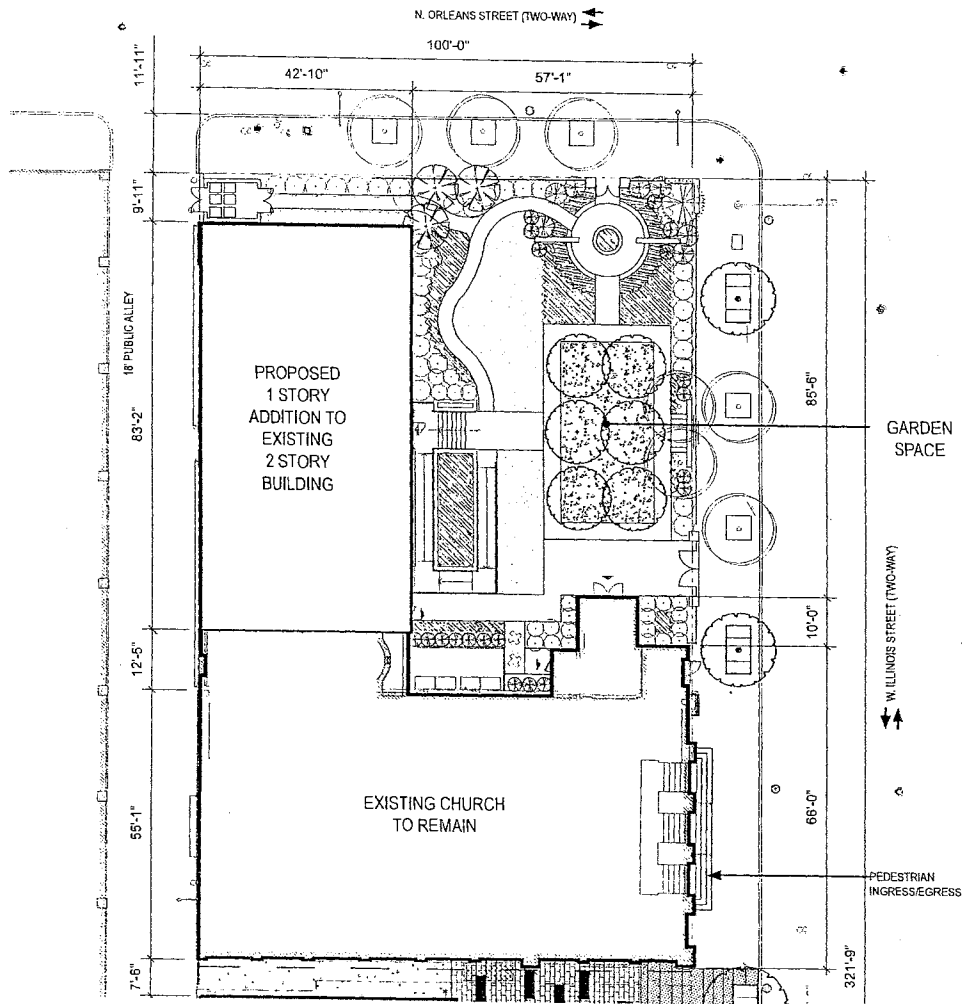 N. ORLEANS STREET (TWO-WAY)
100'-0"
42'-10"
57'-1"
11'-11"
9'-11"
18' PUBLIC ALLEY
83'-2"
PROPOSED
1 STORY
ADDITION TO
EXISTING
2 STORY
BUILDING
85'-6"
GARDEN
SPACE
12'-5"
10'-0"
W. ILLINOIS STREET (TWO-WAY)
EXISTING CHURCH
TO REMAIN
55'-1"
66'-0"
PEDESTRIAN
INGRESS/EGRESS
7'-6"
321'-9"